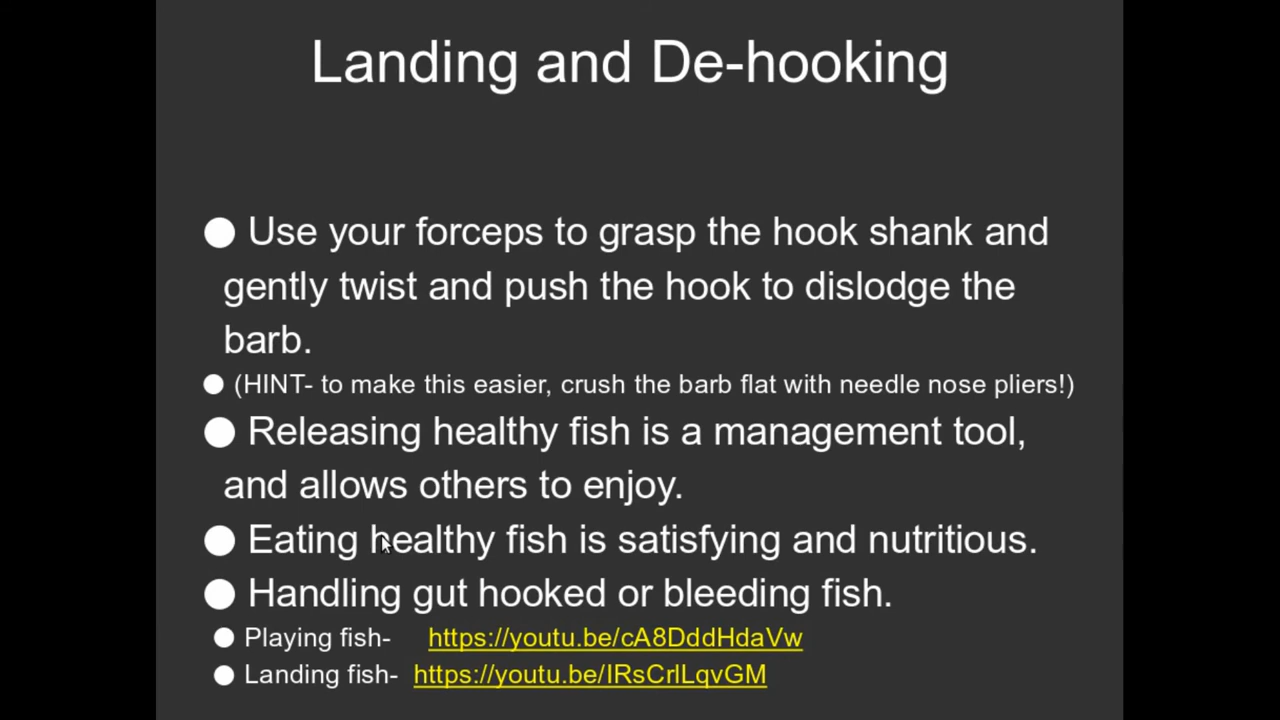 Landing and De-hooking
● Use your forceps to grasp the hook shank and
gently twist and push the hook to dislodge the
barb.
● (HINT- to make this easier, crush the barb flat with needle nose pliers!)
● Releasing healthy fish is a management tool,
and allows others to enjoy.
● Eating healthy fish is satisfying and nutritious.
● Handling gut hooked or bleeding fish.
● Playing fish- https://youtu.be/cA8DddHdaVw
● Landing fish- https://youtu.be/IRsCrlLqvGM